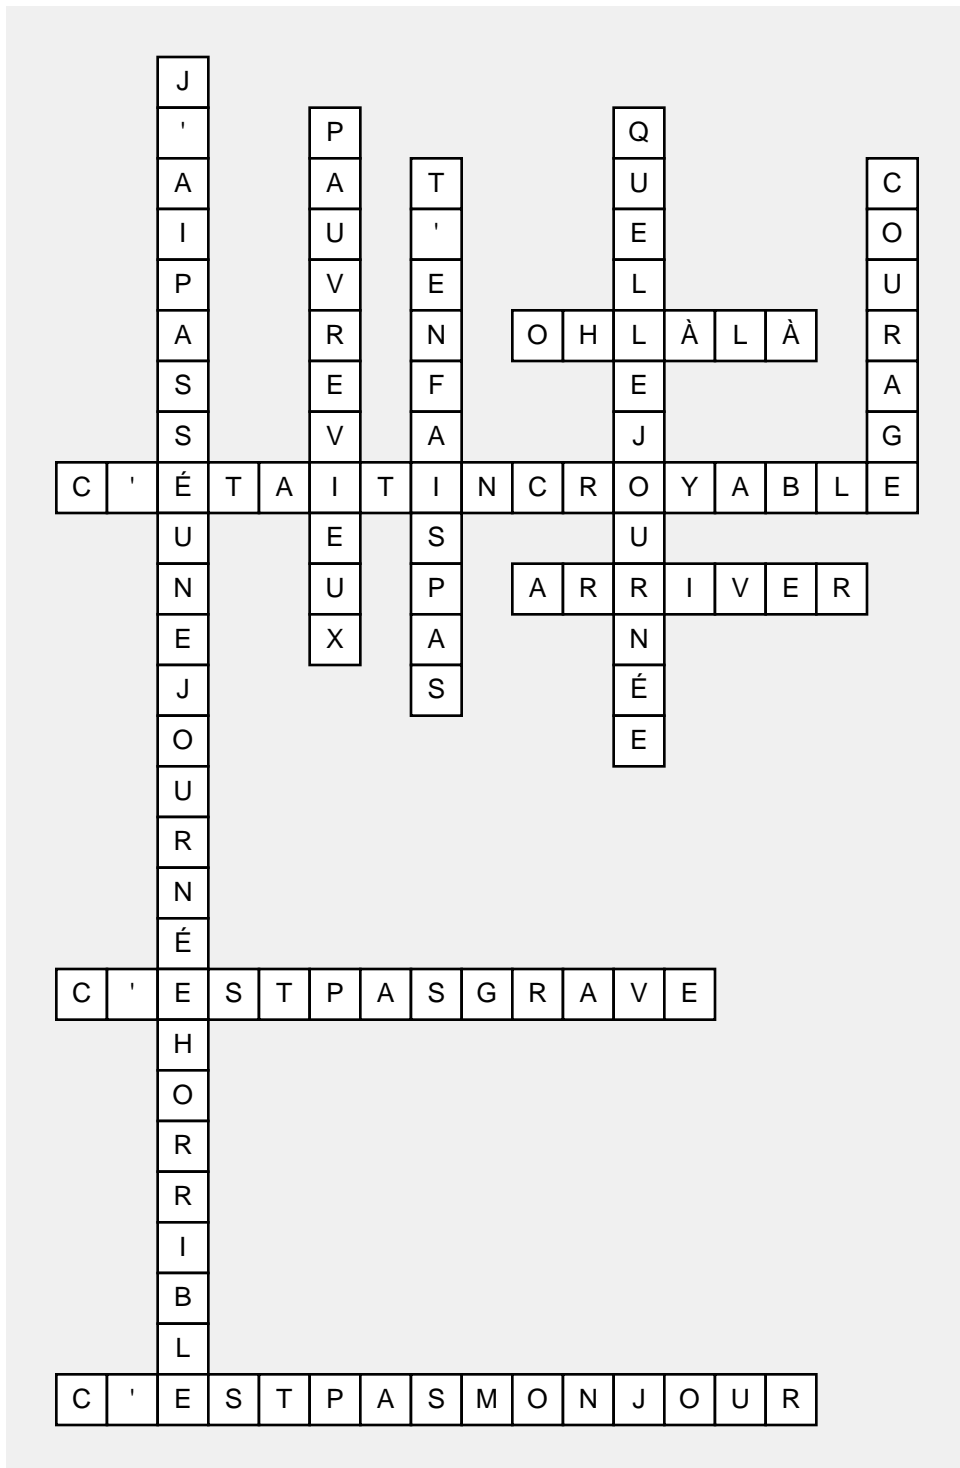 J'AIPASSÉUNEJOURNÉEHORRIBLE
PAUVREVIEUX
QUELLEJOURNÉE
T'ENFAISPAS
COURAGE
OHLÀLÀ
C'ÉTAITINCROYABLE
ARRIVER
C'ESTPASGRAVE
C'ESTPASMONJOUR